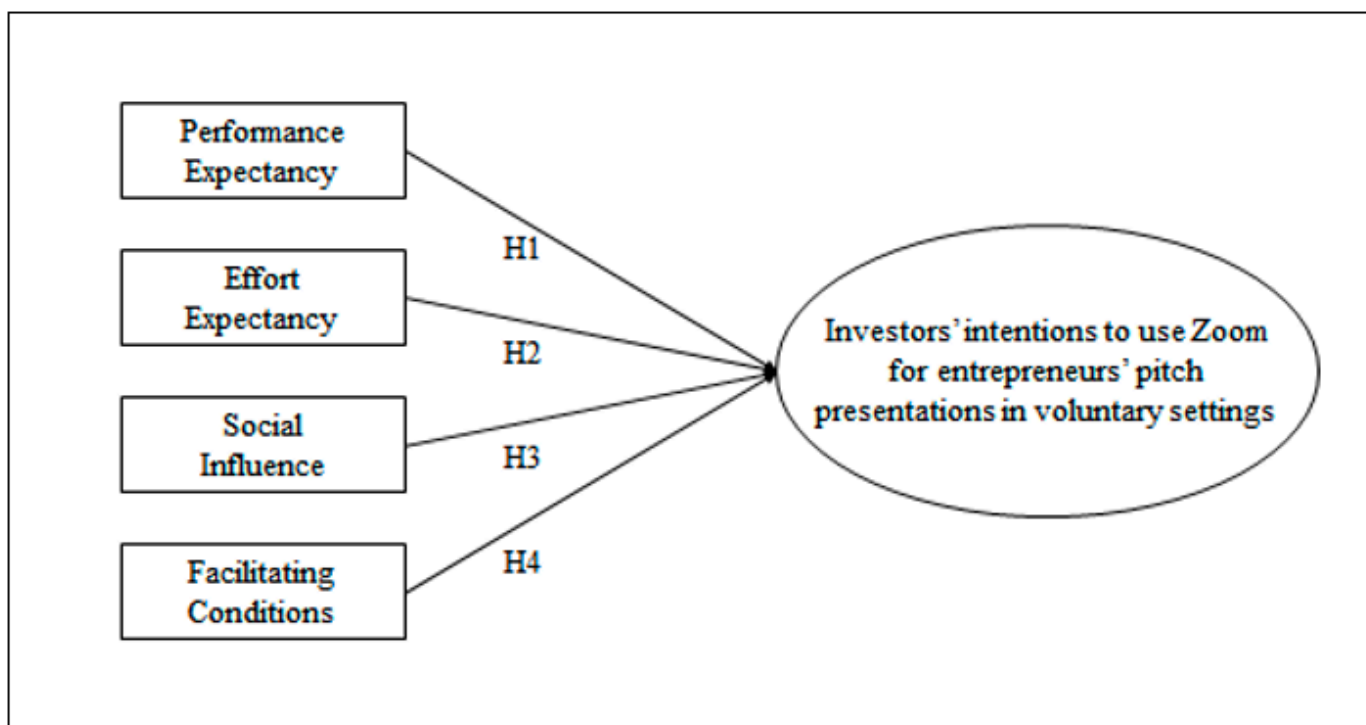 Performance
Expectancy
H1
Effort
Expectancy
H2
Investors' intentions to use Zoom
for entrepreneurs' pitch
presentations in voluntary settings
Social
Influence
H3
Facilitating
Conditions
H4